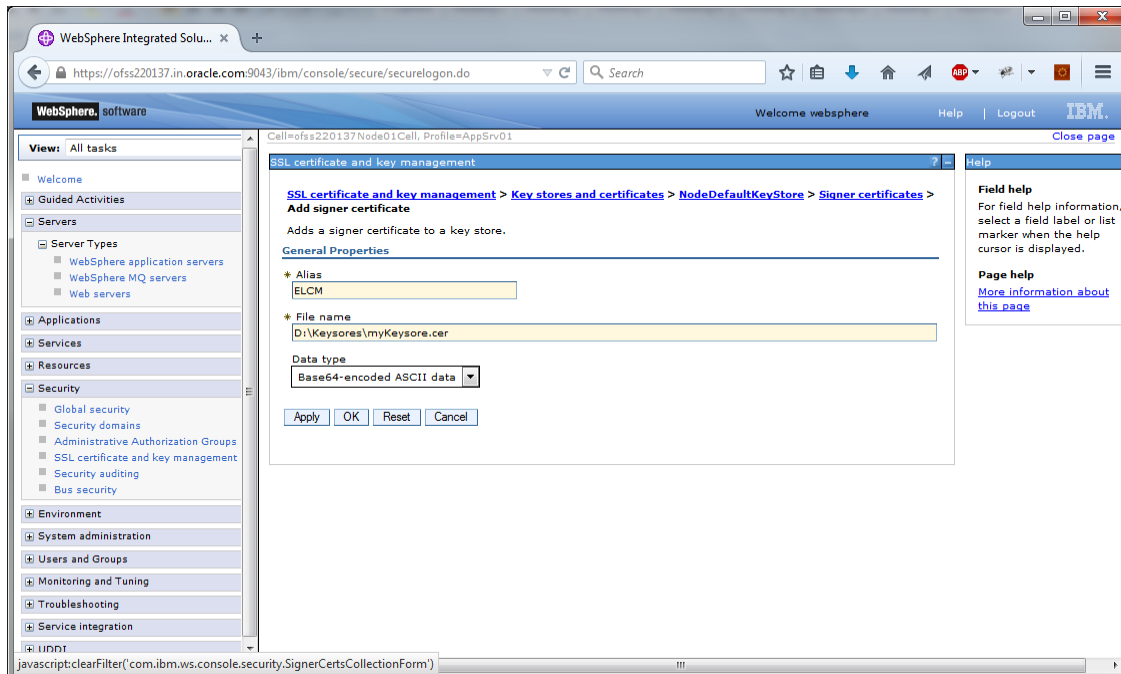 WebSphere Integrated Solu...
https://ofss220137.in.oracle.com:9043/ibm/console/secure/securelogon.do
Search
ABP
WebSphere. software
Welcome websphere
Help | Logout
IBM.
View: All tasks
Welcome
Guided Activities
Servers
Server Types
WebSphere application servers
WebSphere MQ servers
Web servers
Applications
Services
Resources
Security
Global security
Security domains
Administrative Authorization Groups
SSL certificate and key management
Security auditing
Bus security
Environment
System administration
Users and Groups
Monitoring and Tuning
Troubleshooting
Service integration
UDDI
javascript:clearFilter('com.ibm.ws.console.security.SignerCertsCollectionForm')
Cell=ofss220137Node01Cell, Profile=AppSrv01
Close page
SSL certificate and key management
SSL certificate and key management > Key stores and certificates > NodeDefaultKeyStore > Signer certificates >
Add signer certificate
Adds a signer certificate to a key store.
General Properties
* Alias
ELCM
* File name
D:\Keysores\myKeysore.cer
Data type
Base64-encoded ASCII data
Apply OK Reset Cancel
Help
Field help
For field help information,
select a field label or list
marker when the help
cursor is displayed.
Page help
More information about
this page